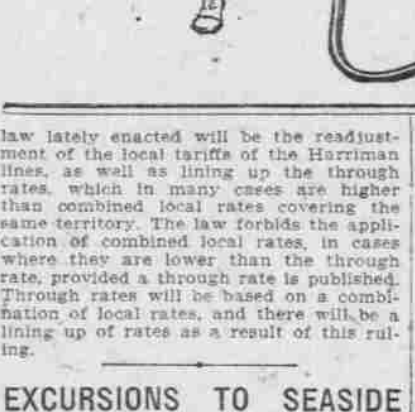 law lately enacted will be the readjust-
ment of the local tariffs of the Harriman
lines, as well as lining up the through
rates, which in many cases are higher
than combined local rates covering the
same territory. The law forbids the appli-
cation of combined local rates, in cases
where they are lower than the through
rate, provided a through rate is published.
Through rates will be based on a combi-
nation of local rates, and there will be a
lining up of rates as a result of this rul-
ing.
EXCURSIONS TO SEASIDE